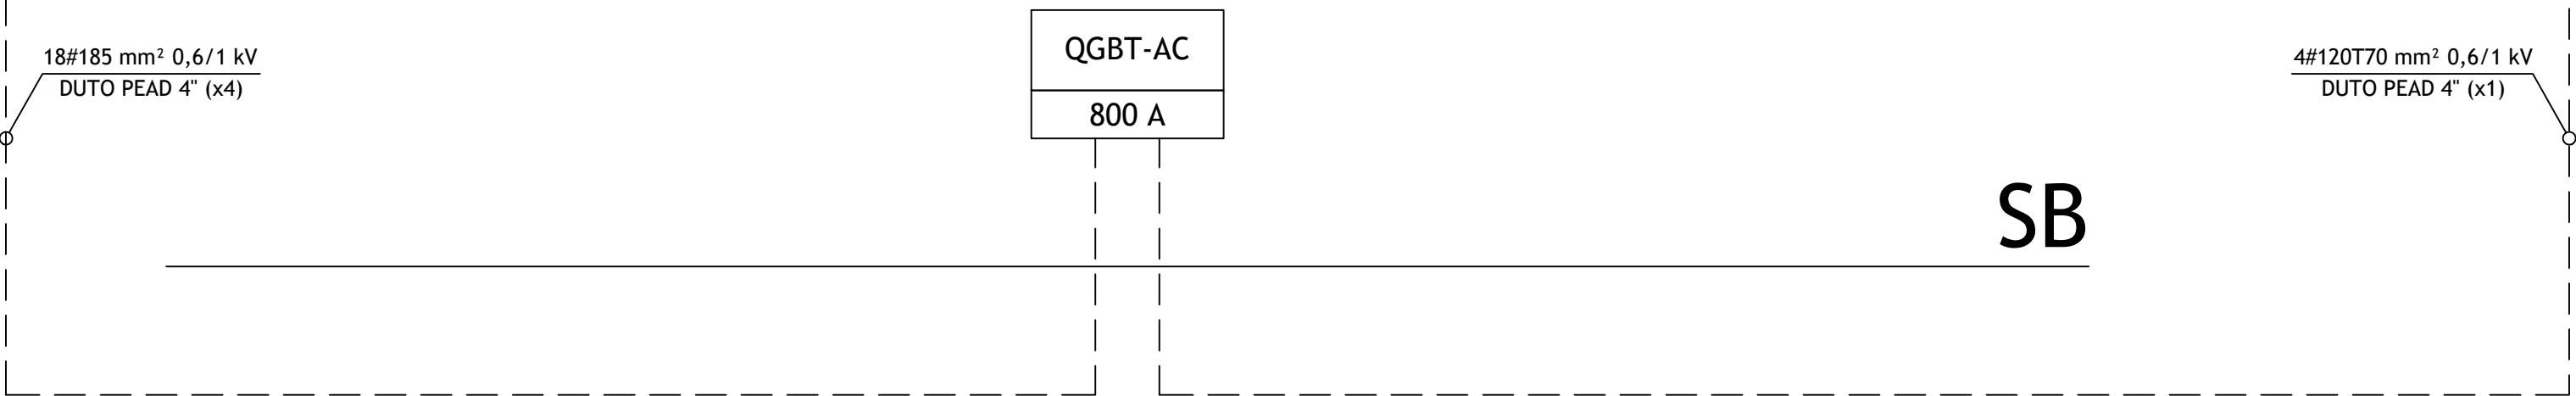 18#185 mm² 0,6/1 kV
DUTO PEAD 4" (x4)
QGBT-AC
800 A
4#120T70 mm² 0,6/1 kV
DUTO PEAD 4" (x1)
SB